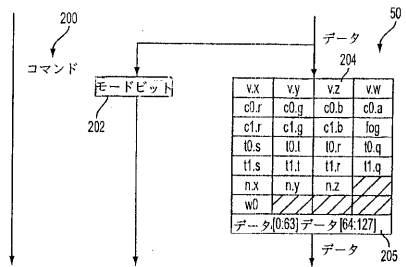 200
50
データ
コマンド
204
モードビット
202
v.x v.y v.z v.w
c0.r c0.g c0.b c0.a
c1.r c1.g c1.b fog
t0.s t0.t t0.r t0.q
t1.s t1.t t1.r t1.q
n.x n.y n.z
w0
データ[0:63] データ[64:127]
205
データ